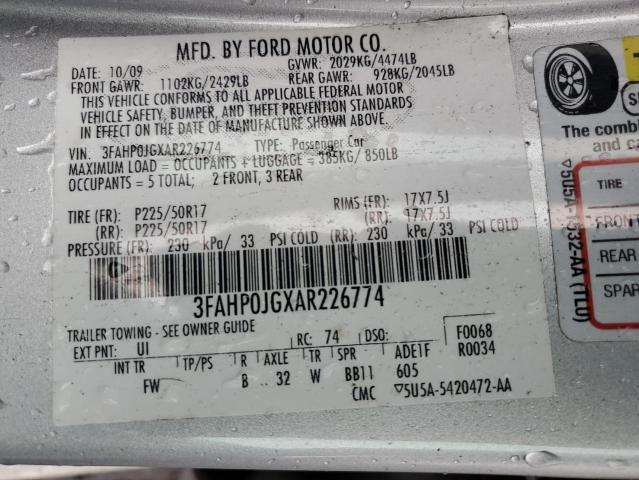 MFD. BY FORD MOTOR CO.
DATE: 10/09 GVWR: 2029KG/4474LB
FRONT GAWR: 1102KG/2429LB REAR GAWR: 928KG/2045LB
THIS VEHICLE CONFORMS TO ALL APPLICABLE FEDERAL MOTOR
VEHICLE SAFETY, BUMPER, AND THEFT PREVENTION STANDARDS
IN EFFECT ON THE DATE OF MANUFACTURE SHOWN ABOVE.
VIN: 3FAHP0JGXAR226774 TYPE: Passenger Car
MAXIMUM LOAD = OCCUPANTS + LUGGAGE = 385KG/ 850LB
OCCUPANTS = 5 TOTAL; 2 FRONT, 3 REAR
TIRE (FR): P225/50R17 RIMS (FR): 17X7.5J
(RR): P225/50R17 (RR): 17X7.5J
PRESSURE (FR): 230 kPa/ 33 PSI COLD (RR): 230 kPa/ 33 PSI COLD
3FAHP0JGXAR226774
TRAILER TOWING - SEE OWNER GUIDE
EXT PNT: UI RC: 74 DSO: F0068
R0034
INT TR TP/PS R AXLE TR SPR ADE1F
FW B 32 W BB11 605
CMC ▽5U5A-5420472-AA
The combin
and ca
TIRE
FRONT
REAR
SPAR